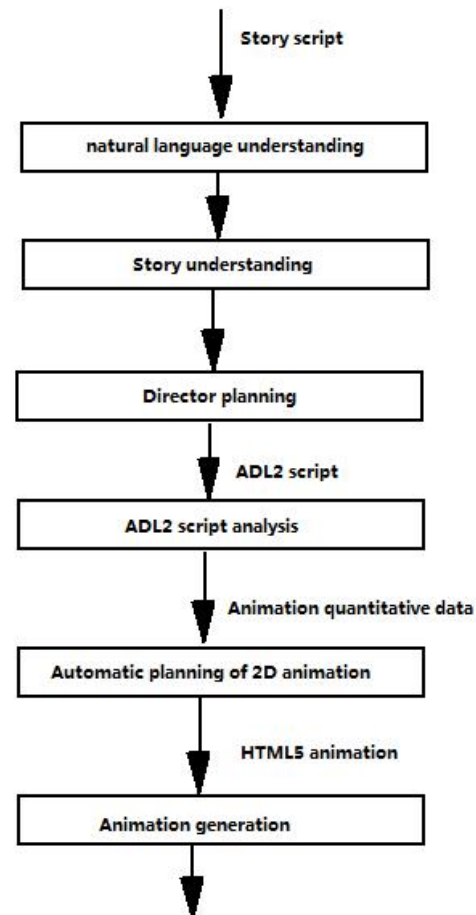 Story script
natural language understanding
Story understanding
Director planning
ADL2 script
ADL2 script analysis
Animation quantitative data
Automatic planning of 2D animation
HTML5 animation
Animation generation